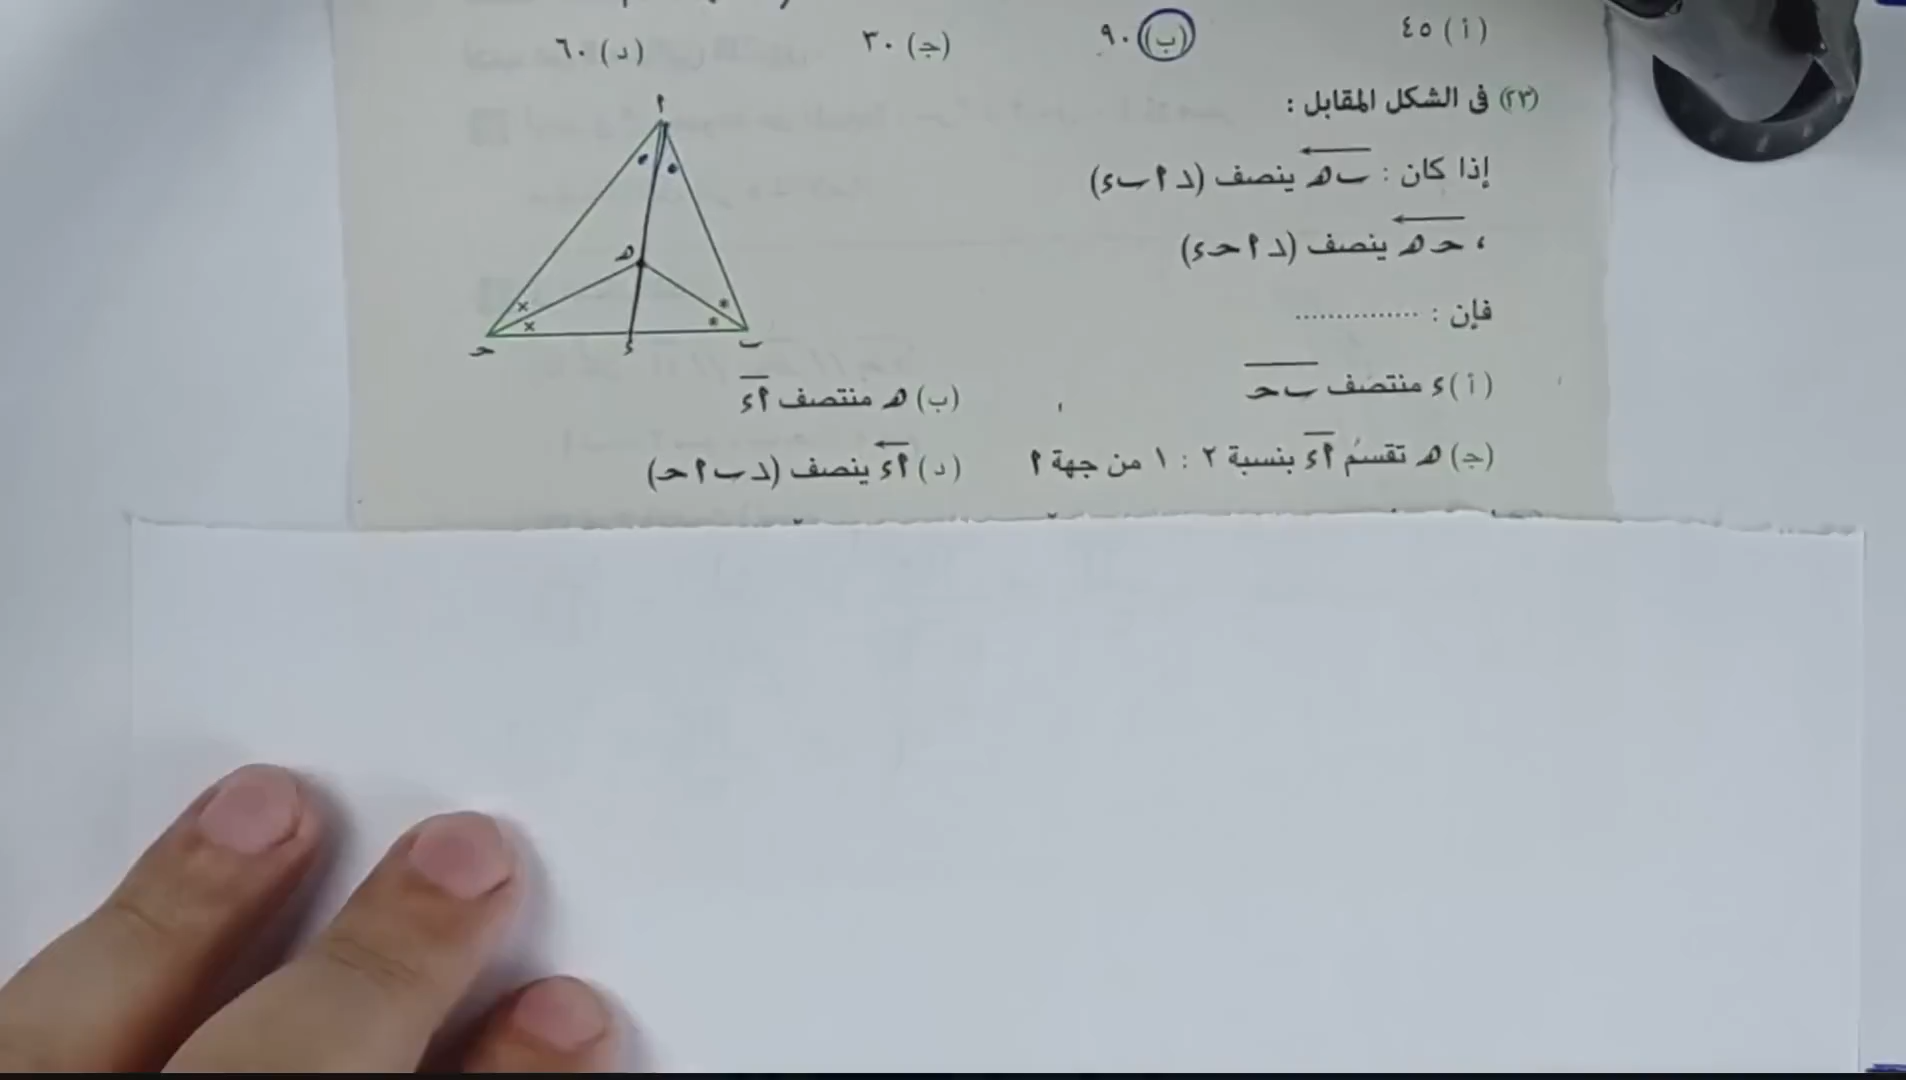 (أ) ٤٥ (ب) ٩٠ (جـ) ٣٠ (د) ٦٠
(٢٣) فى الشكل المقابل :
إذا كان : ب هـ ينصف (د أ ب ء)
، حـ هـ ينصف (د أ حـ ء)
فإن : ..............
(أ) ء منتصف ب حـ (ب) هـ منتصف أ ء
(جـ) هـ تقسم أ ء بنسبة ٢ : ١ من جهة أ (د) أ ء ينصف (د ب أ حـ)
أ
هـ
حـ ء ب